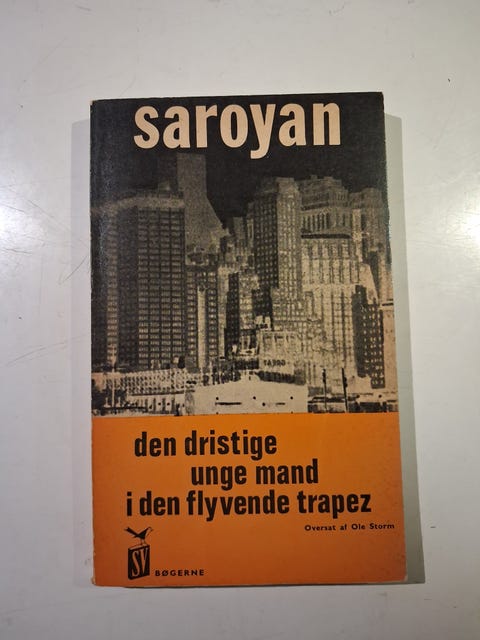 saroyan
den dristige
unge mand
i den flyvende trapez
Oversat af Ole Storm
SV
BØGERNE